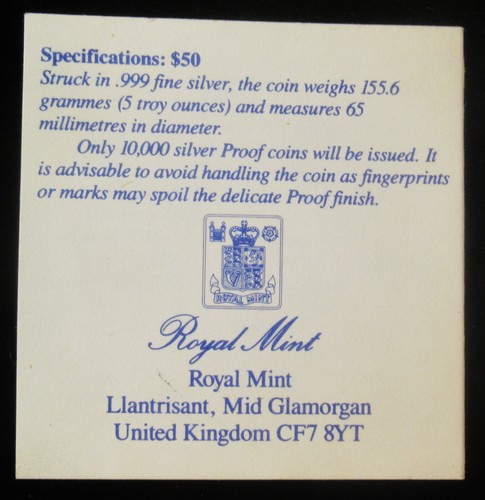 Specifications: $50
Struck in .999 fine silver, the coin weighs 155.6
grammes (5 troy ounces) and measures 65
millimetres in diameter.
Only 10,000 silver Proof coins will be issued. It
is advisable to avoid handling the coin as fingerprints
or marks may spoil the delicate Proof finish.
ROYAL MINT
Royal Mint
Royal Mint
Llantrisant, Mid Glamorgan
United Kingdom CF7 8YT